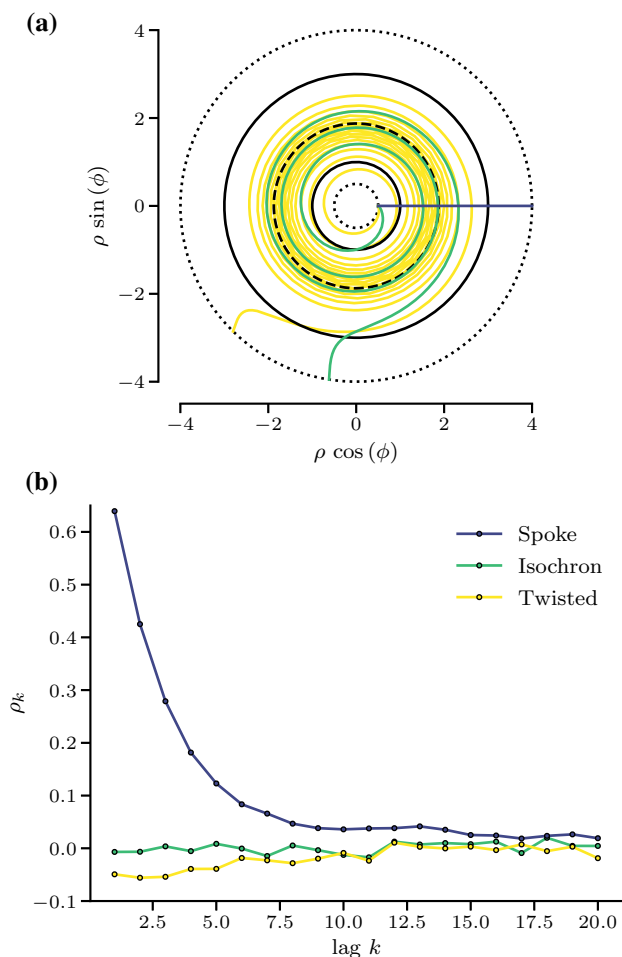 (a)
ρ sin (ϕ)
4
2
0
−2
−4
−4 −2 0 2 4
ρ cos (ϕ)
(b)
ρk
0.6
0.5
0.4
0.3
0.2
0.1
0.0
−0.1
Spoke
Isochron
Twisted
2.5 5.0 7.5 10.0 12.5 15.0 17.5 20.0
lag k